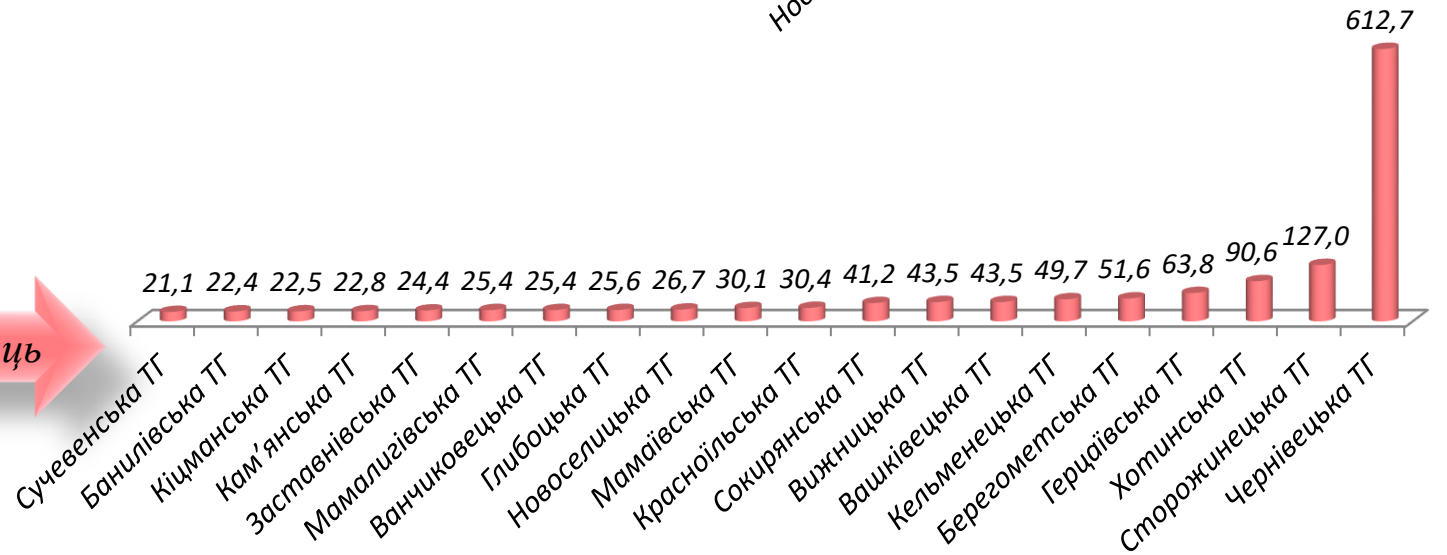 Нов
612,7
21,1 22,4 22,5 22,8 24,4 25,4 25,4 25,6 26,7 30,1 30,4 41,2 43,5 43,5 49,7 51,6 63,8 90,6 127,0
ць
Сучевенська ТГ
Банилівська ТГ
Кіцманська ТГ
Кам'янська ТГ
Заставнівська ТГ
Мамалигівська ТГ
Ванчиковецька ТГ
Глибоцька ТГ
Новоселицька ТГ
Мамаївська ТГ
Красноїльська ТГ
Сокирянська ТГ
Вижницька ТГ
Вашківецька ТГ
Кельменецька ТГ
Берегометська ТГ
Герцаївська ТГ
Хотинська ТГ
Сторожинецька ТГ
Чернівецька ТГ